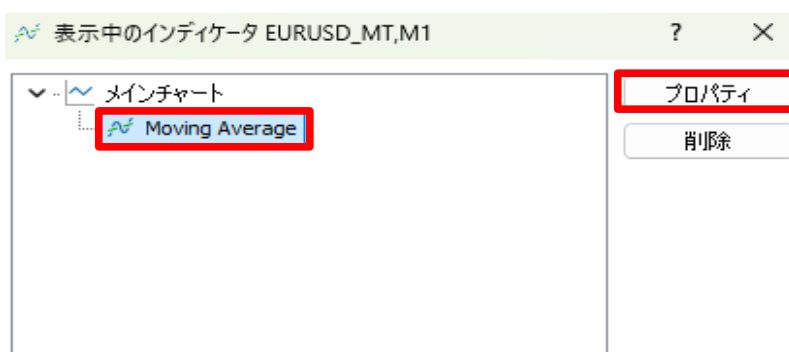 表示中のインディケータ EURUSD_MT,M1 ?
メインチャート
プロパティ
Moving Average
削除